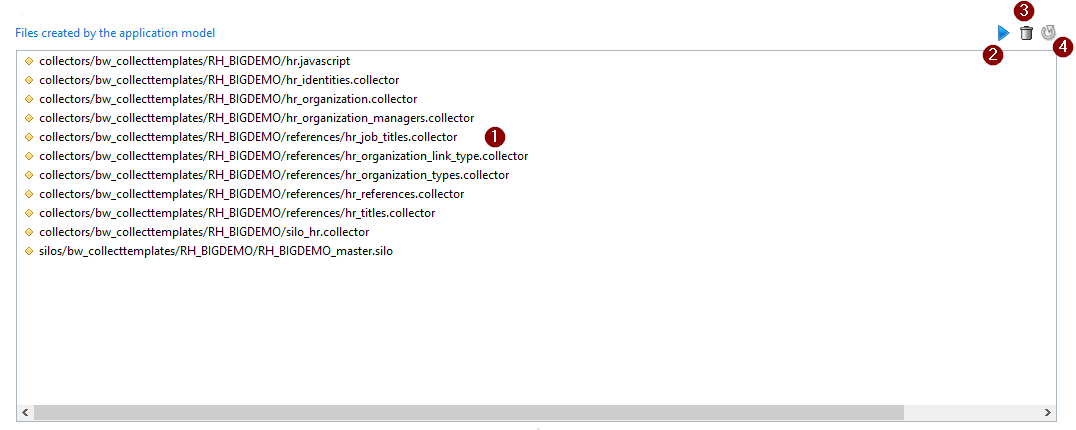 3
Files created by the application model
2
4
collectors/bw_collecttemplates/RH_BIGDEMO/hr.javascript
collectors/bw_collecttemplates/RH_BIGDEMO/hr_identities.collector
collectors/bw_collecttemplates/RH_BIGDEMO/hr_organization.collector
collectors/bw_collecttemplates/RH_BIGDEMO/hr_organization_managers.collector
collectors/bw_collecttemplates/RH_BIGDEMO/references/hr_job_titles.collector 1
collectors/bw_collecttemplates/RH_BIGDEMO/references/hr_organization_link_type.collector
collectors/bw_collecttemplates/RH_BIGDEMO/references/hr_organization_types.collector
collectors/bw_collecttemplates/RH_BIGDEMO/references/hr_references.collector
collectors/bw_collecttemplates/RH_BIGDEMO/references/hr_titles.collector
collectors/bw_collecttemplates/RH_BIGDEMO/silo_hr.collector
silos/bw_collecttemplates/RH_BIGDEMO/RH_BIGDEMO_master.silo